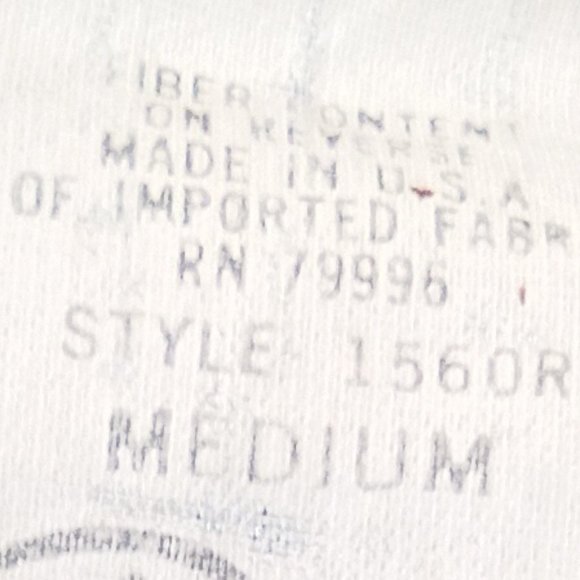 FIBER CONTENT
ON REVERSE
MADE IN U.S.A
OF IMPORTED FABR
RN 79996
STYLE 1560R
MEDIUM